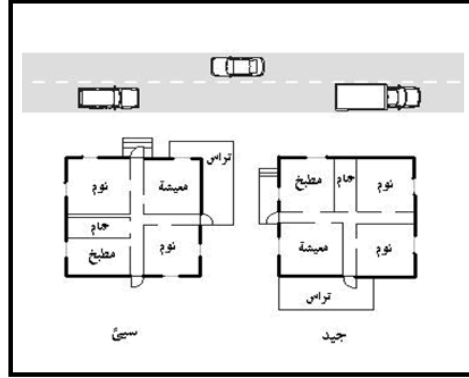 تراس
معيشة
نوم
حمام
نوم
مطبخ
سيئ
مطبخ
حمام
نوم
معيشة
نوم
تراس
جيد